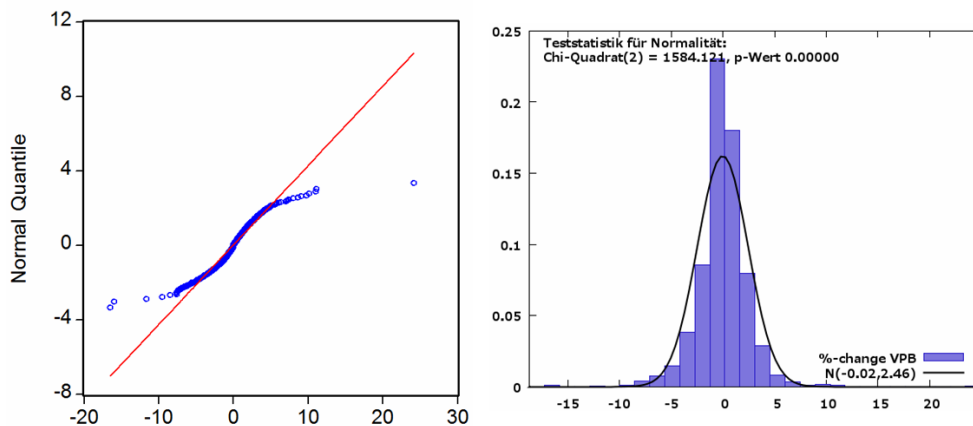 12
8
4
0
-4
-8
Normal Quantile
-20 -10 0 10 20 30
Teststatistik für Normalität:
Chi-Quadrat(2) = 1584.121, p-Wert 0.00000
0.25
0.2
0.15
0.1
0.05
0
%-change VPB
N(-0.02,2.46)
-15 -10 -5 0 5 10 15 20